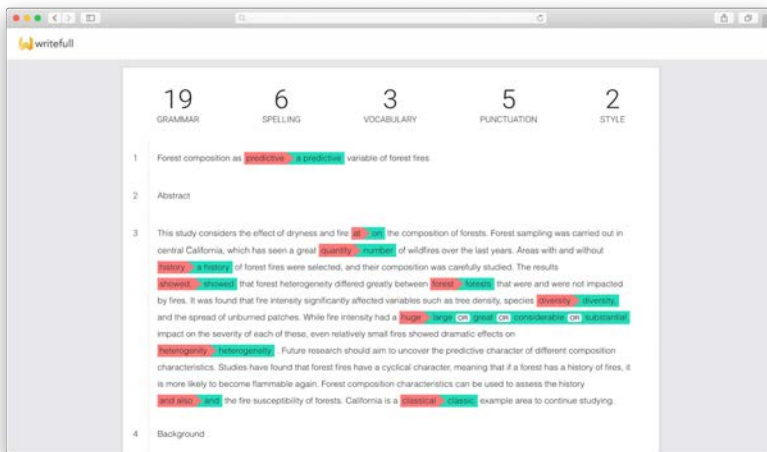 writefull
19 6 3 5 2
GRAMMAR SPELLING VOCABULARY PUNCTUATION STYLE
1 Forest composition as predictive a predictive variable of forest fires
2 Abstract
3 This study considers the effect of dryness and fire at on the composition of forests. Forest sampling was carried out in
central California, which has seen a great quantity number of wildfires over the last years. Areas with and without
history a history of forest fires were selected, and their composition was carefully studied. The results
showed, showed that forest heterogeneity differed greatly between forest forests that were and were not impacted
by fires. It was found that fire intensity significantly affected variables such as tree density, species diversity diversity,
and the spread of unburned patches. While fire intensity had a huge large OR great OR considerable OR substantial
impact on the severity of each of these, even relatively small fires showed dramatic effects on
heterogenity heterogeneity . Future research should aim to uncover the predictive character of different composition
characteristics. Studies have found that forest fires have a cyclical character, meaning that if a forest has a history of fires, it
is more likely to become flammable again. Forest composition characteristics can be used to assess the history
and also and the fire susceptibility of forests. California is a classical classic example area to continue studying.
4 Background